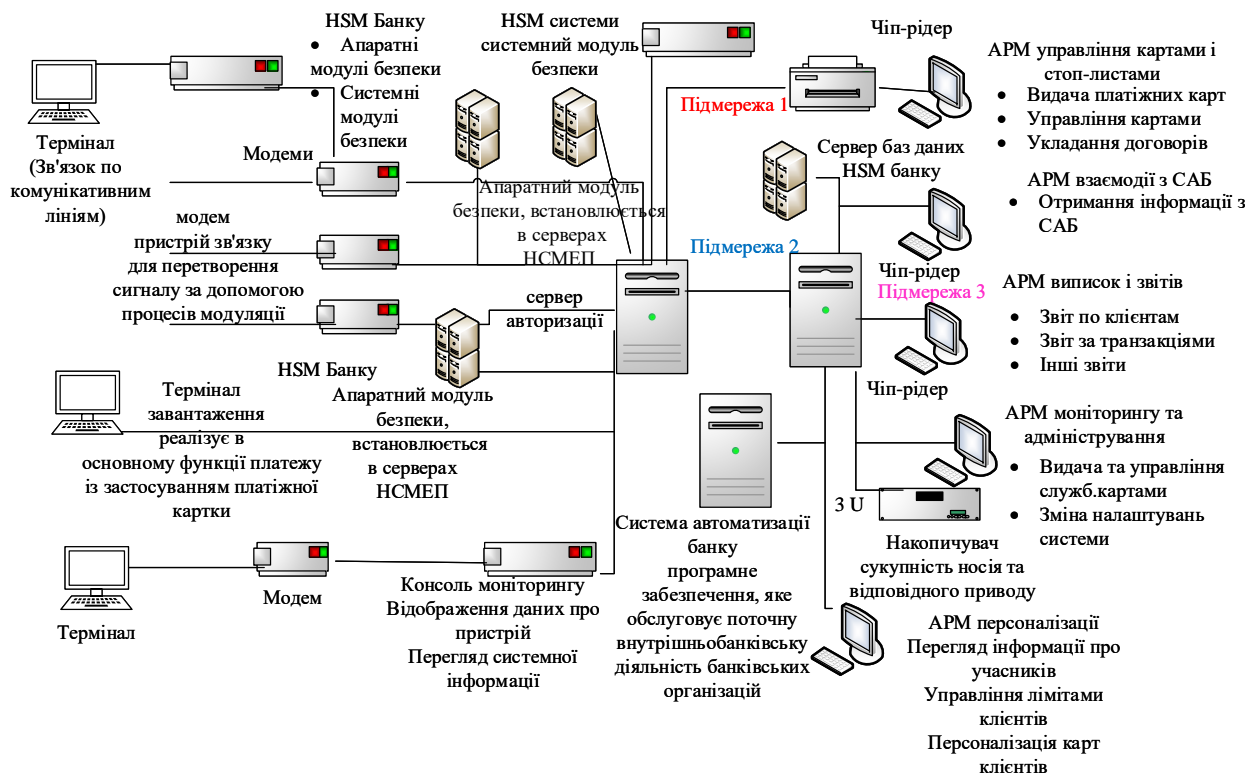 HSM Банку
• Апаратні
модулі безпеки
• Системні
модулі
безпеки
HSM системи
системний модуль
безпеки
Чіп-рідер
АРМ управління картами і
стоп-листами
• Видача платіжних карт
• Управління картами
• Укладання договорів
Підмережа 1
Термінал
(Зв'язок по
комунікативним
лініям)
Модеми
Сервер баз даних
HSM банку
АРМ взаємодії з САБ
• Отримання інформації з
САБ
Апаратний модуль
безпеки, встановлюється
в серверах
НСМЕП
модем
пристрій зв'язку
для перетворення
сигналу за допомогою
процесів модуляції
Підмережа 2
Чіп-рідер
Підмережа 3
АРМ виписок і звітів
• Звіт по клієнтам
• Звіт за транзакціями
• Інші звіти
сервер
авторизації
Чіп-рідер
HSM Банку
Апаратний модуль
безпеки,
встановлюється
в серверах
НСМЕП
Термінал
завантаження
реалізує в
основному функції платежу
із застосуванням платіжної
картки
АРМ моніторингу та
адміністрування
• Видача та управління
служб.картами
• Зміна налаштувань
системи
3 U
Накопичувач
сукупність носія та
відповідного приводу
Система автоматизації
банку
програмне
забезпечення, яке
обслуговує поточну
внутрішньобанківську
діяльність банківських
організацій
Термінал
Модем
Консоль моніторингу
Відображення даних про
пристрій
Перегляд системної
інформації
АРМ персоналізації
Перегляд інформації про
учасників
Управління лімітами
клієнтів
Персоналізація карт
клієнтів